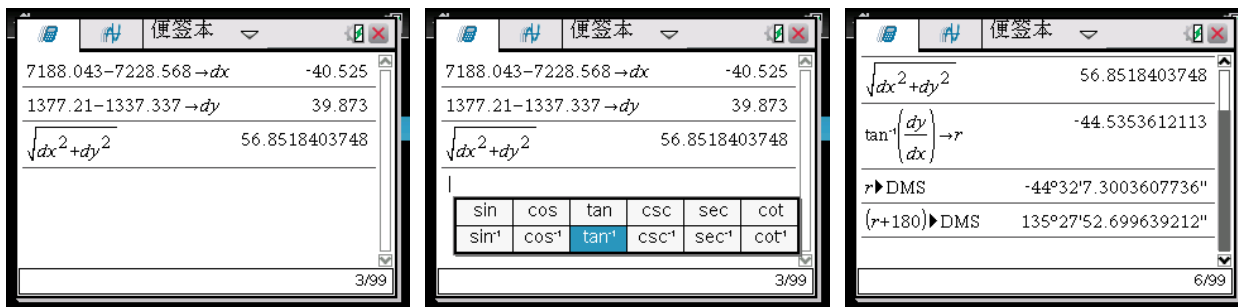 便签本
7188.043−7228.568→dx -40.525
1377.21−1337.337→dy 39.873
√dx²+dy² 56.8518403748
3/99
便签本
7188.043−7228.568→dx -40.525
1377.21−1337.337→dy 39.873
√dx²+dy² 56.8518403748
sin cos tan csc sec cot
sin⁻¹ cos⁻¹ tan⁻¹ csc⁻¹ sec⁻¹ cot⁻¹
3/99
便签本
√dx²+dy² 56.8518403748
tan⁻¹(dy/dx)→r -44.5353612113
r▶DMS -44°32'7.3003607736"
(r+180)▶DMS 135°27'52.699639212"
6/99